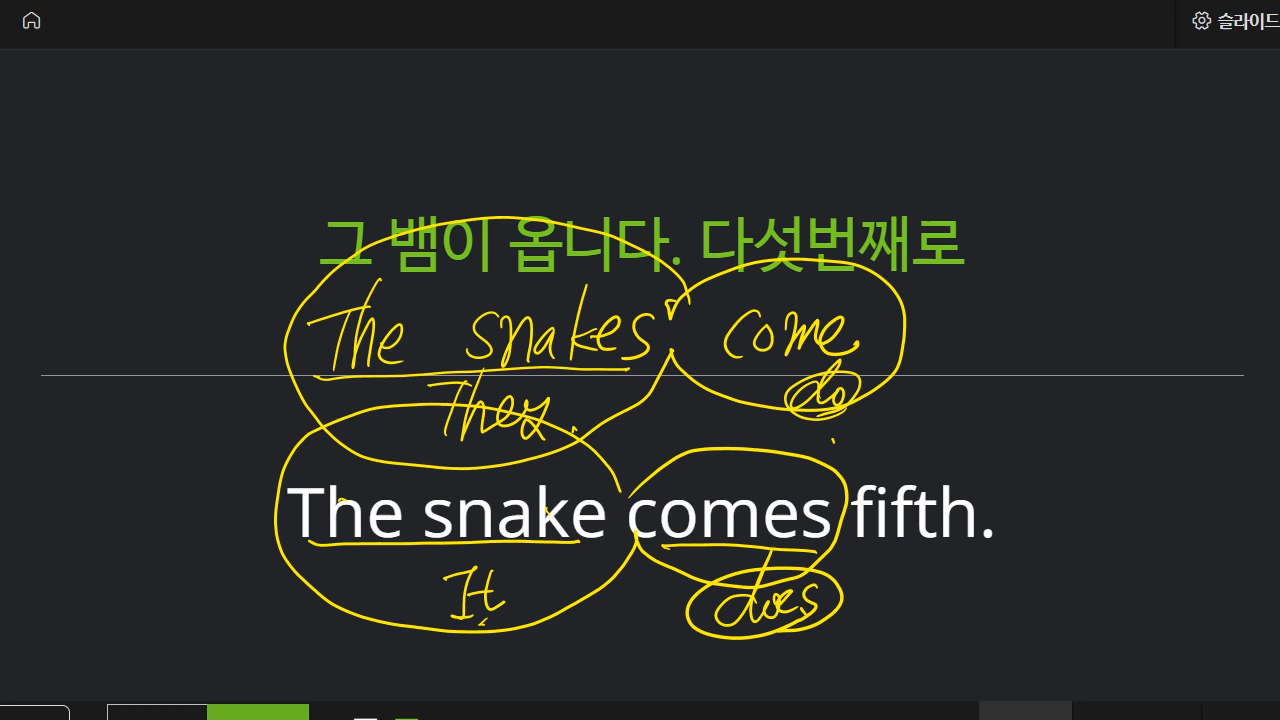 슬라이드
그 뱀이 옵니다. 다섯번째로
The snakes come
They do
The snake comes fifth.
It does